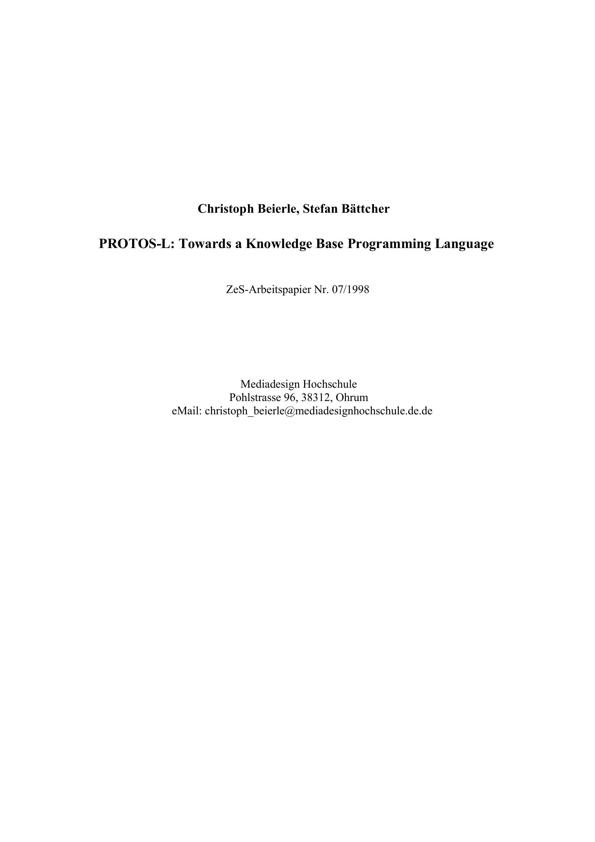 Christoph Beierle, Stefan Bättcher
PROTOS-L: Towards a Knowledge Base Programming Language
ZeS-Arbeitspapier Nr. 07/1998
Mediadesign Hochschule
Pohlstrasse 96, 38312, Ohrum
eMail: christoph_beierle@mediadesignhochschule.de.de